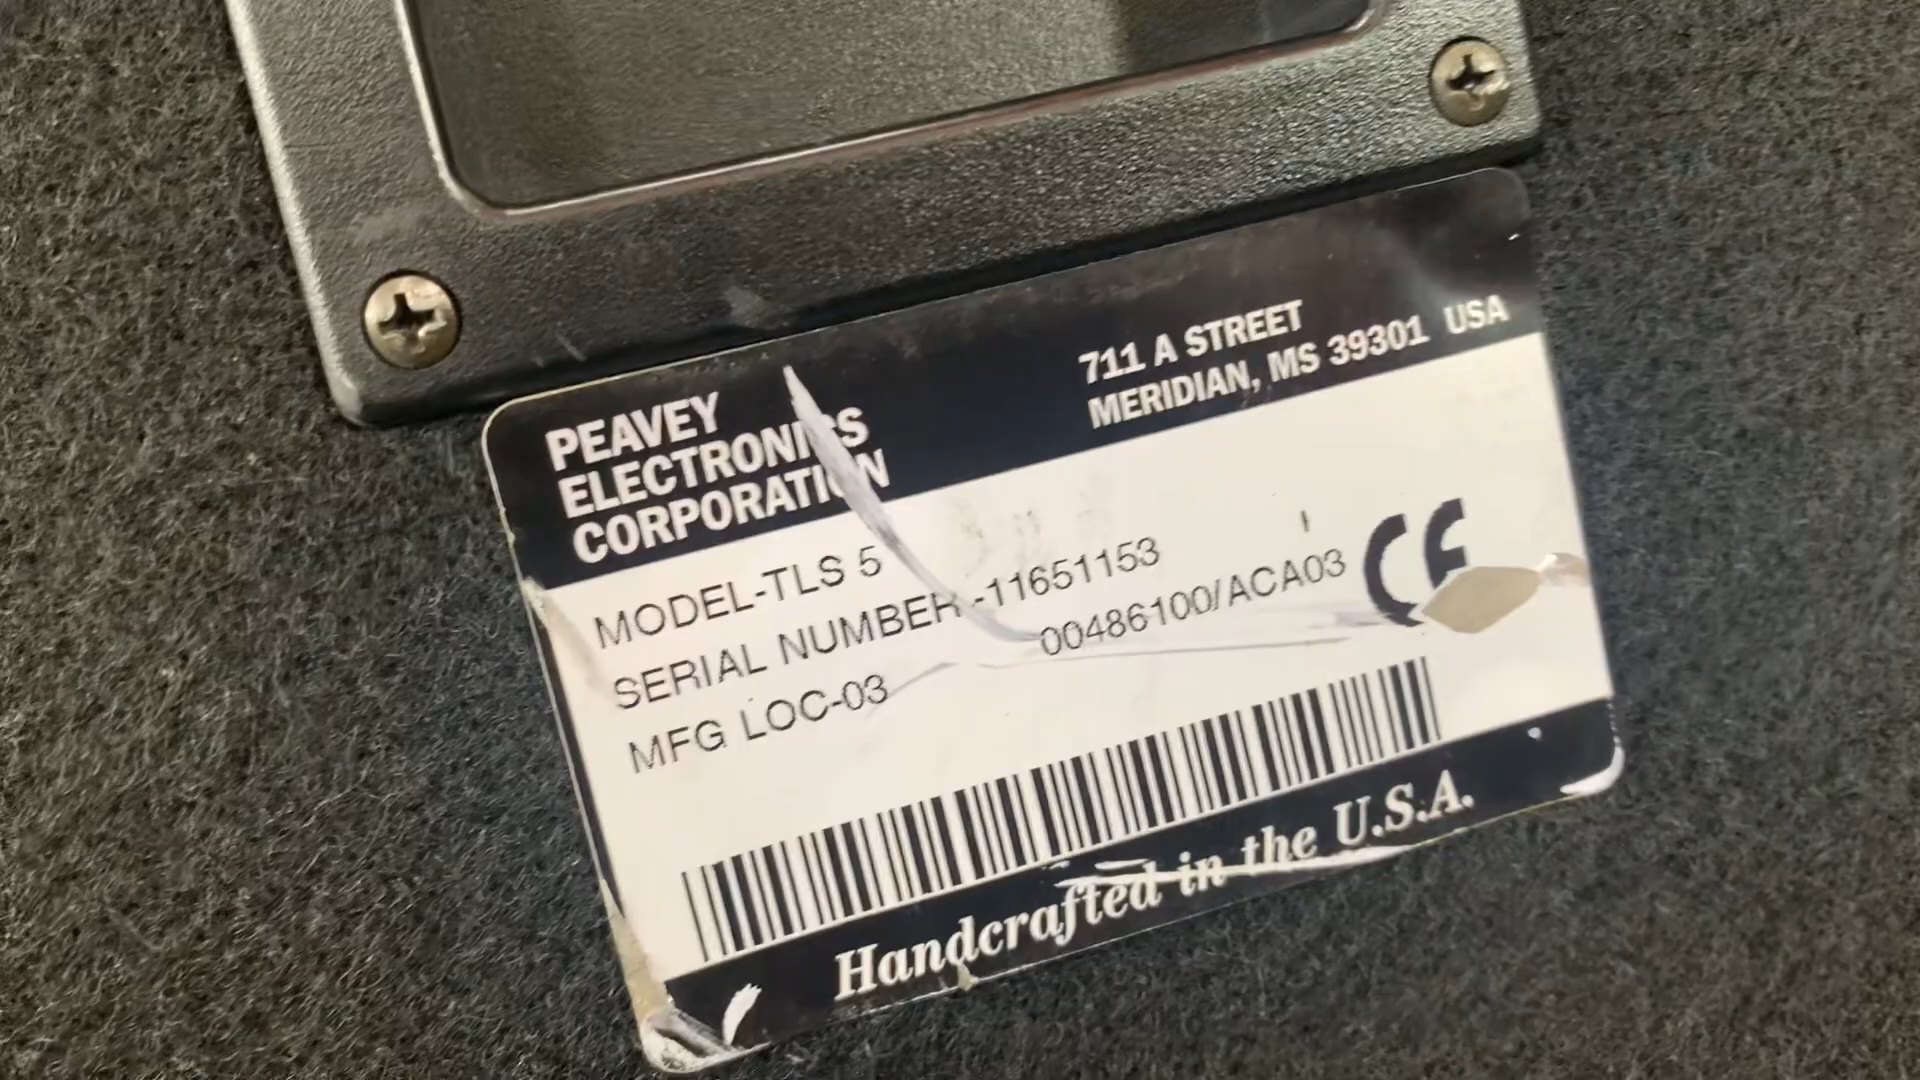 PEAVEY
ELECTRONICS
CORPORATION
711 A STREET
MERIDIAN, MS 39301 USA
MODEL-TLS 5
SERIAL NUMBER -11651153
00486100/ACA03
MFG LOC-03
CE
Handcrafted in the U.S.A.